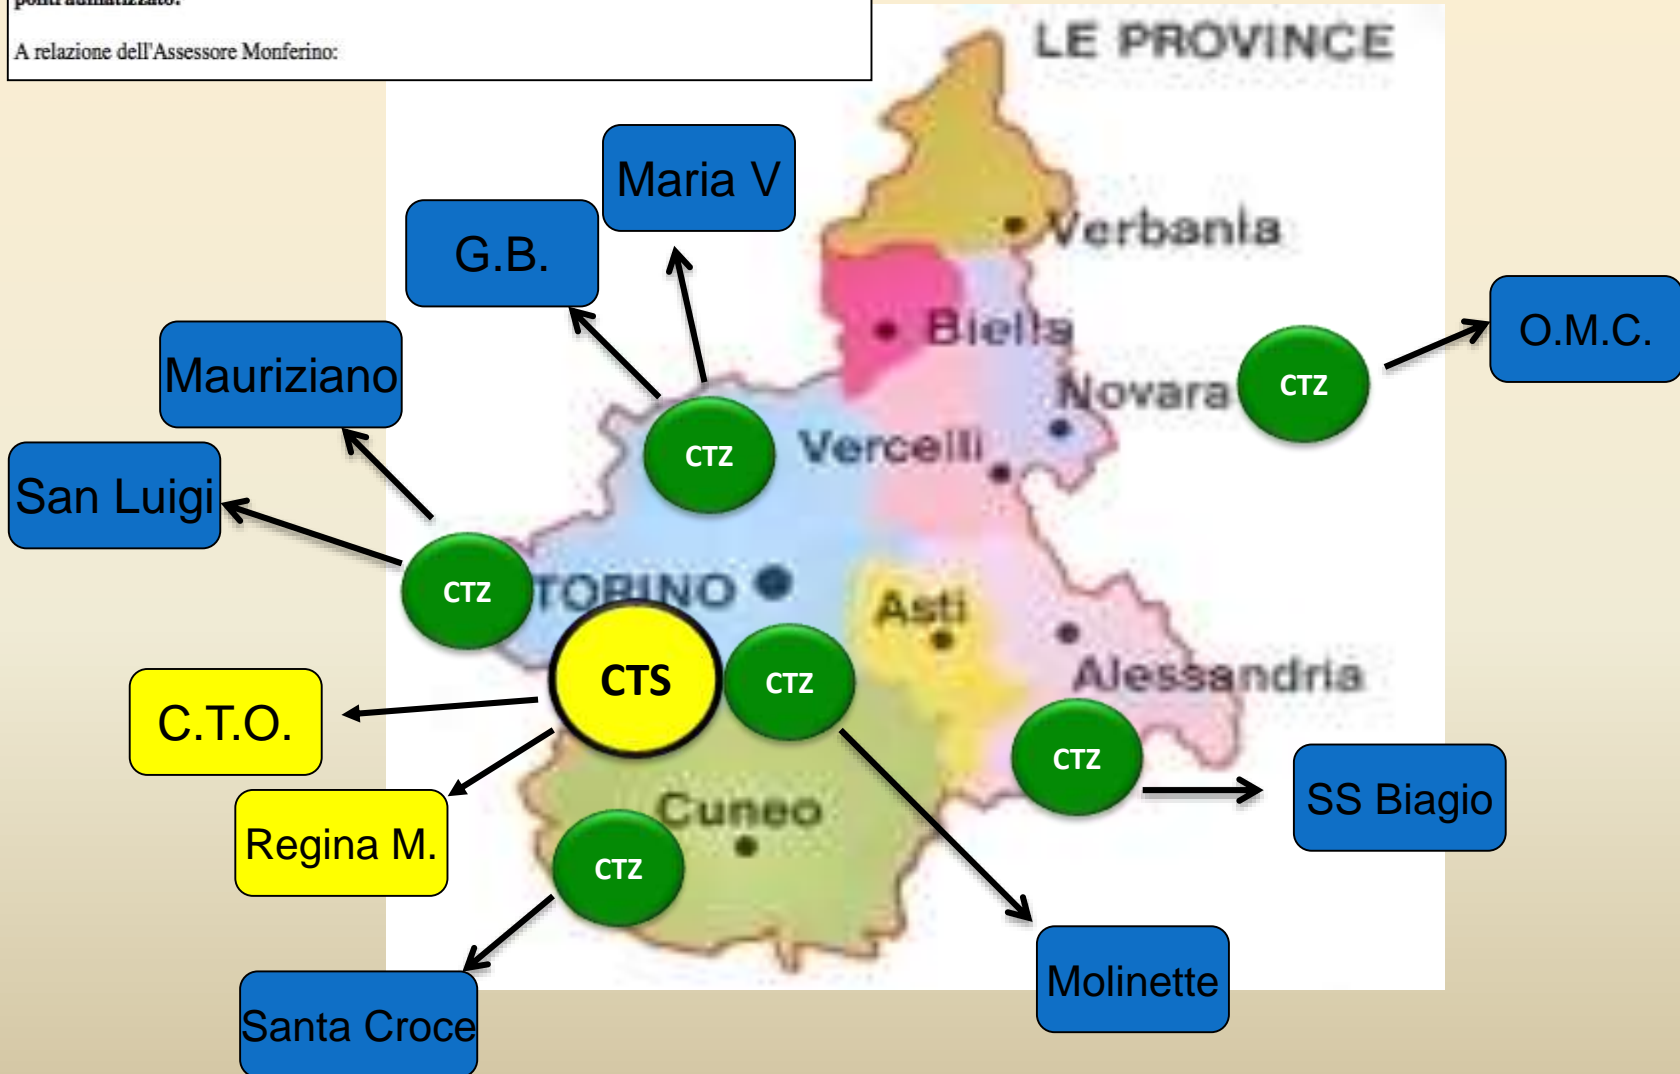 politraumatizzato.
A relazione dell'Assessore Monferino:
LE PROVINCE
Maria V
G.B.
Verbania
O.M.C.
Biella
Mauriziano
Novara
CTZ
CTZ
Vercelli
San Luigi
CTZ
TORINO
Asti
CTS
CTZ
Alessandria
C.T.O.
CTZ
SS Biagio
Cuneo
Regina M.
CTZ
Molinette
Santa Croce